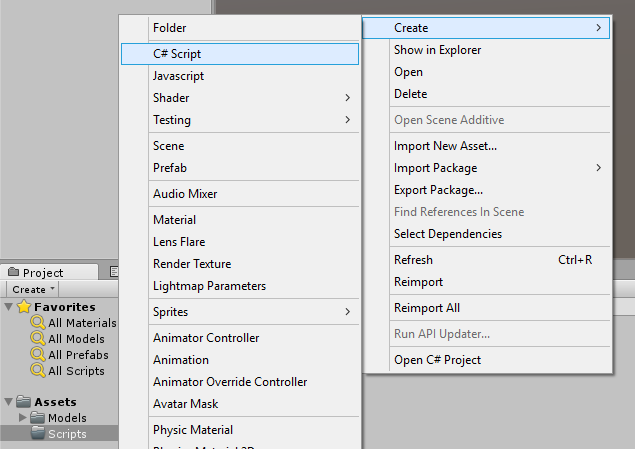 Folder
C# Script
Javascript
Shader
Testing
Scene
Prefab
Audio Mixer
Material
Lens Flare
Render Texture
Lightmap Parameters
Sprites
Animator Controller
Animation
Animator Override Controller
Avatar Mask
Physic Material
Create
Show in Explorer
Open
Delete
Open Scene Additive
Import New Asset...
Import Package
Export Package...
Find References In Scene
Select Dependencies
Refresh Ctrl+R
Reimport
Reimport All
Run API Updater...
Open C# Project
Project
Create
Favorites
All Materials
All Models
All Prefabs
All Scripts
Assets
Models
Scripts